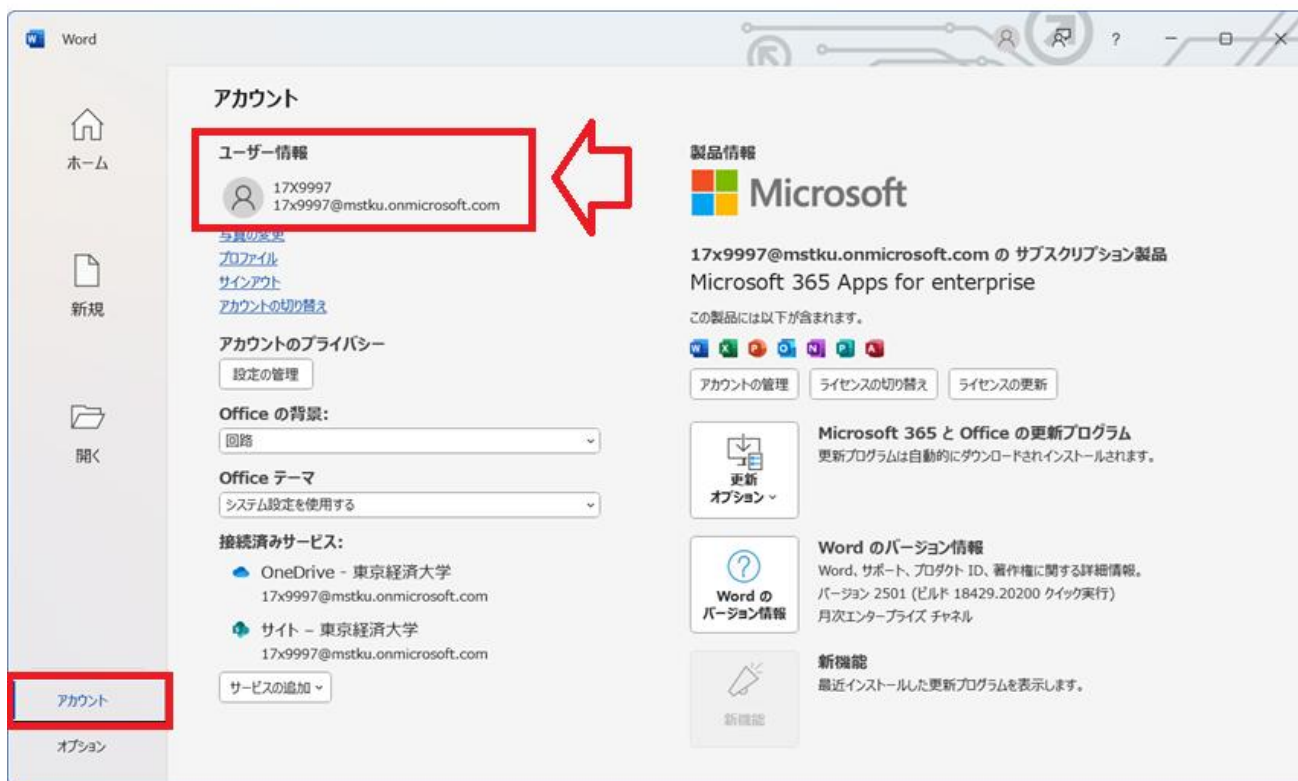 Word
?
ホーム
新規
開く
アカウント
オプション
アカウント
ユーザー情報
17X9997
17x9997@mstku.onmicrosoft.com
写真の変更
プロファイル
サインアウト
アカウントの切り替え
アカウントのプライバシー
設定の管理
Office の背景:
回路
Office テーマ
システム設定を使用する
接続済みサービス:
OneDrive - 東京経済大学
17x9997@mstku.onmicrosoft.com
サイト – 東京経済大学
17x9997@mstku.onmicrosoft.com
サービスの追加
製品情報
Microsoft
17x9997@mstku.onmicrosoft.com の サブスクリプション製品
Microsoft 365 Apps for enterprise
この製品には以下が含まれます。
アカウントの管理
ライセンスの切り替え
ライセンスの更新
更新
オプション
Microsoft 365 と Office の更新プログラム
更新プログラムは自動的にダウンロードされインストールされます。
Word の
バージョン情報
Word のバージョン情報
Word、サポート、プロダクト ID、著作権に関する詳細情報。
バージョン 2501 (ビルド 18429.20200 クイック実行)
月次エンタープライズ チャネル
新機能
新機能
最近インストールした更新プログラムを表示します。